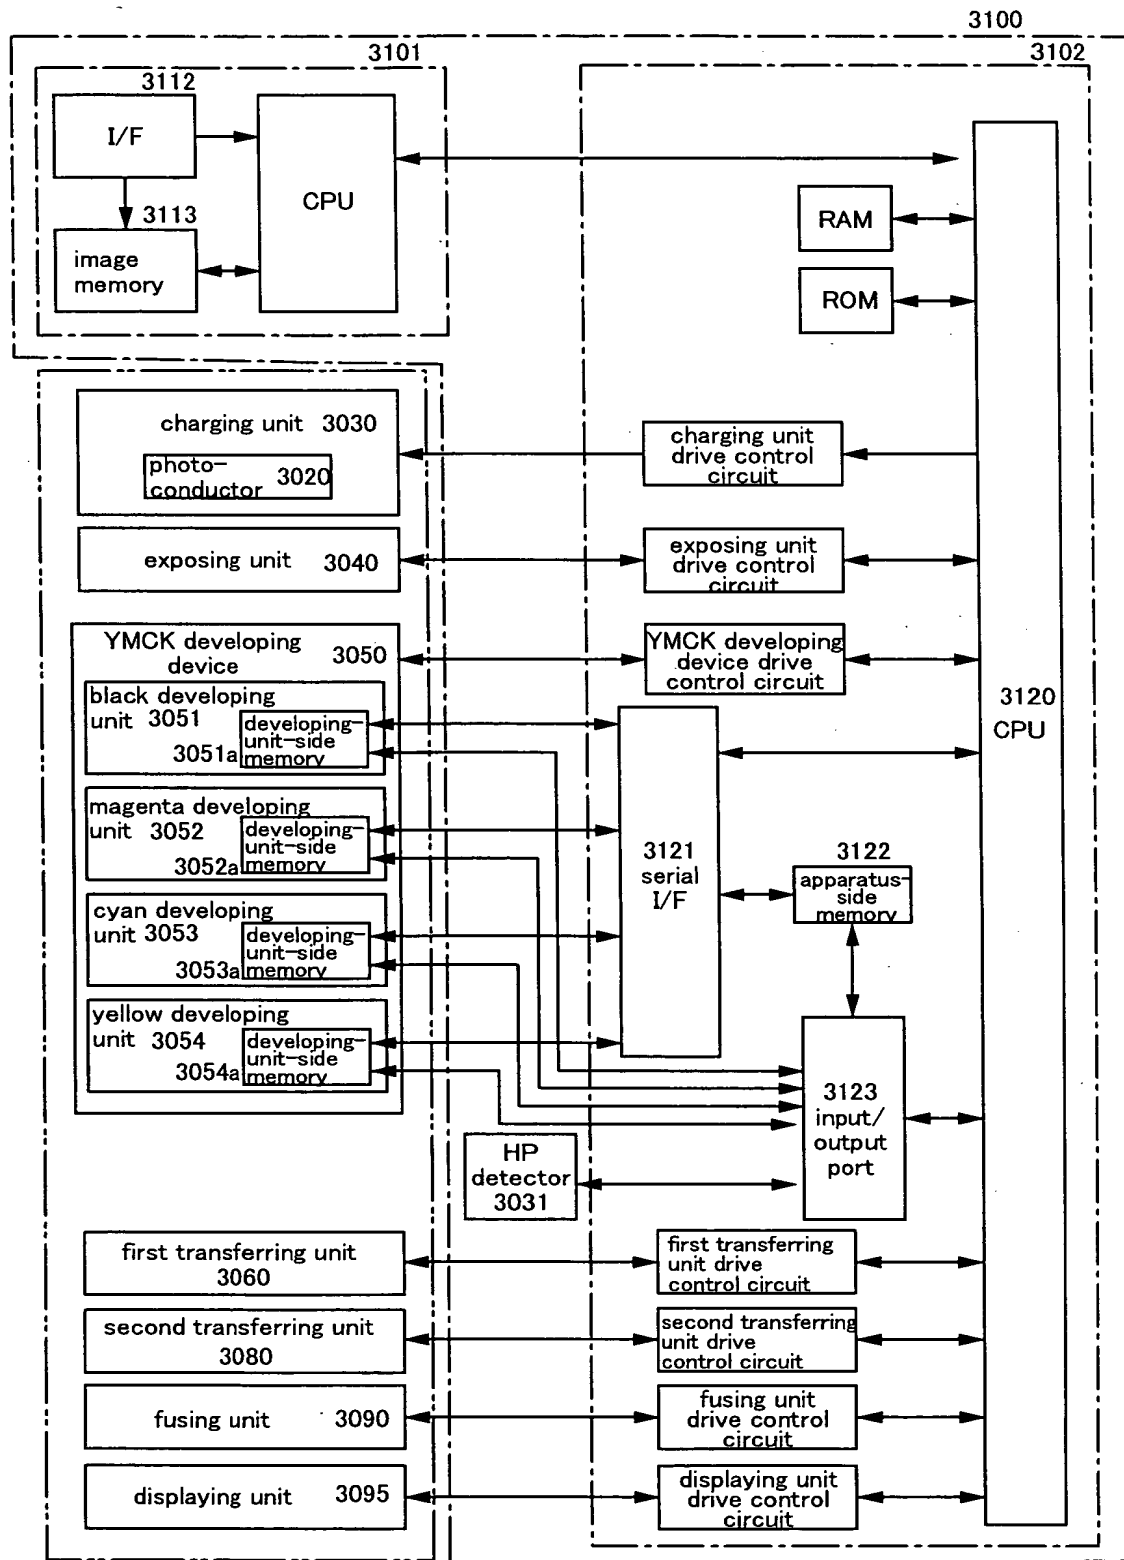 3100
3101
3102
3112
I/F
CPU
3113
image
memory
RAM
ROM
charging unit 3030
photo-
conductor 3020
charging unit
drive control
circuit
exposing unit 3040
exposing unit
drive control
circuit
YMCK developing
device 3050
YMCK developing
device drive
control circuit
black developing
unit 3051
3051a
developing-
unit-side
memory
magenta developing
unit 3052
3052a
developing-
unit-side
memory
cyan developing
unit 3053
3053a
developing-
unit-side
memory
yellow developing
unit 3054
3054a
developing-
unit-side
memory
3121
serial
I/F
3122
apparatus-
side
memory
3120
CPU
3123
input/
output
port
HP
detector
3031
first transferring unit
3060
first transferring
unit drive
control circuit
second transferring unit
3080
second transferring
unit drive
control circuit
fusing unit 3090
fusing unit
drive control
circuit
displaying unit 3095
displaying unit
drive control
circuit